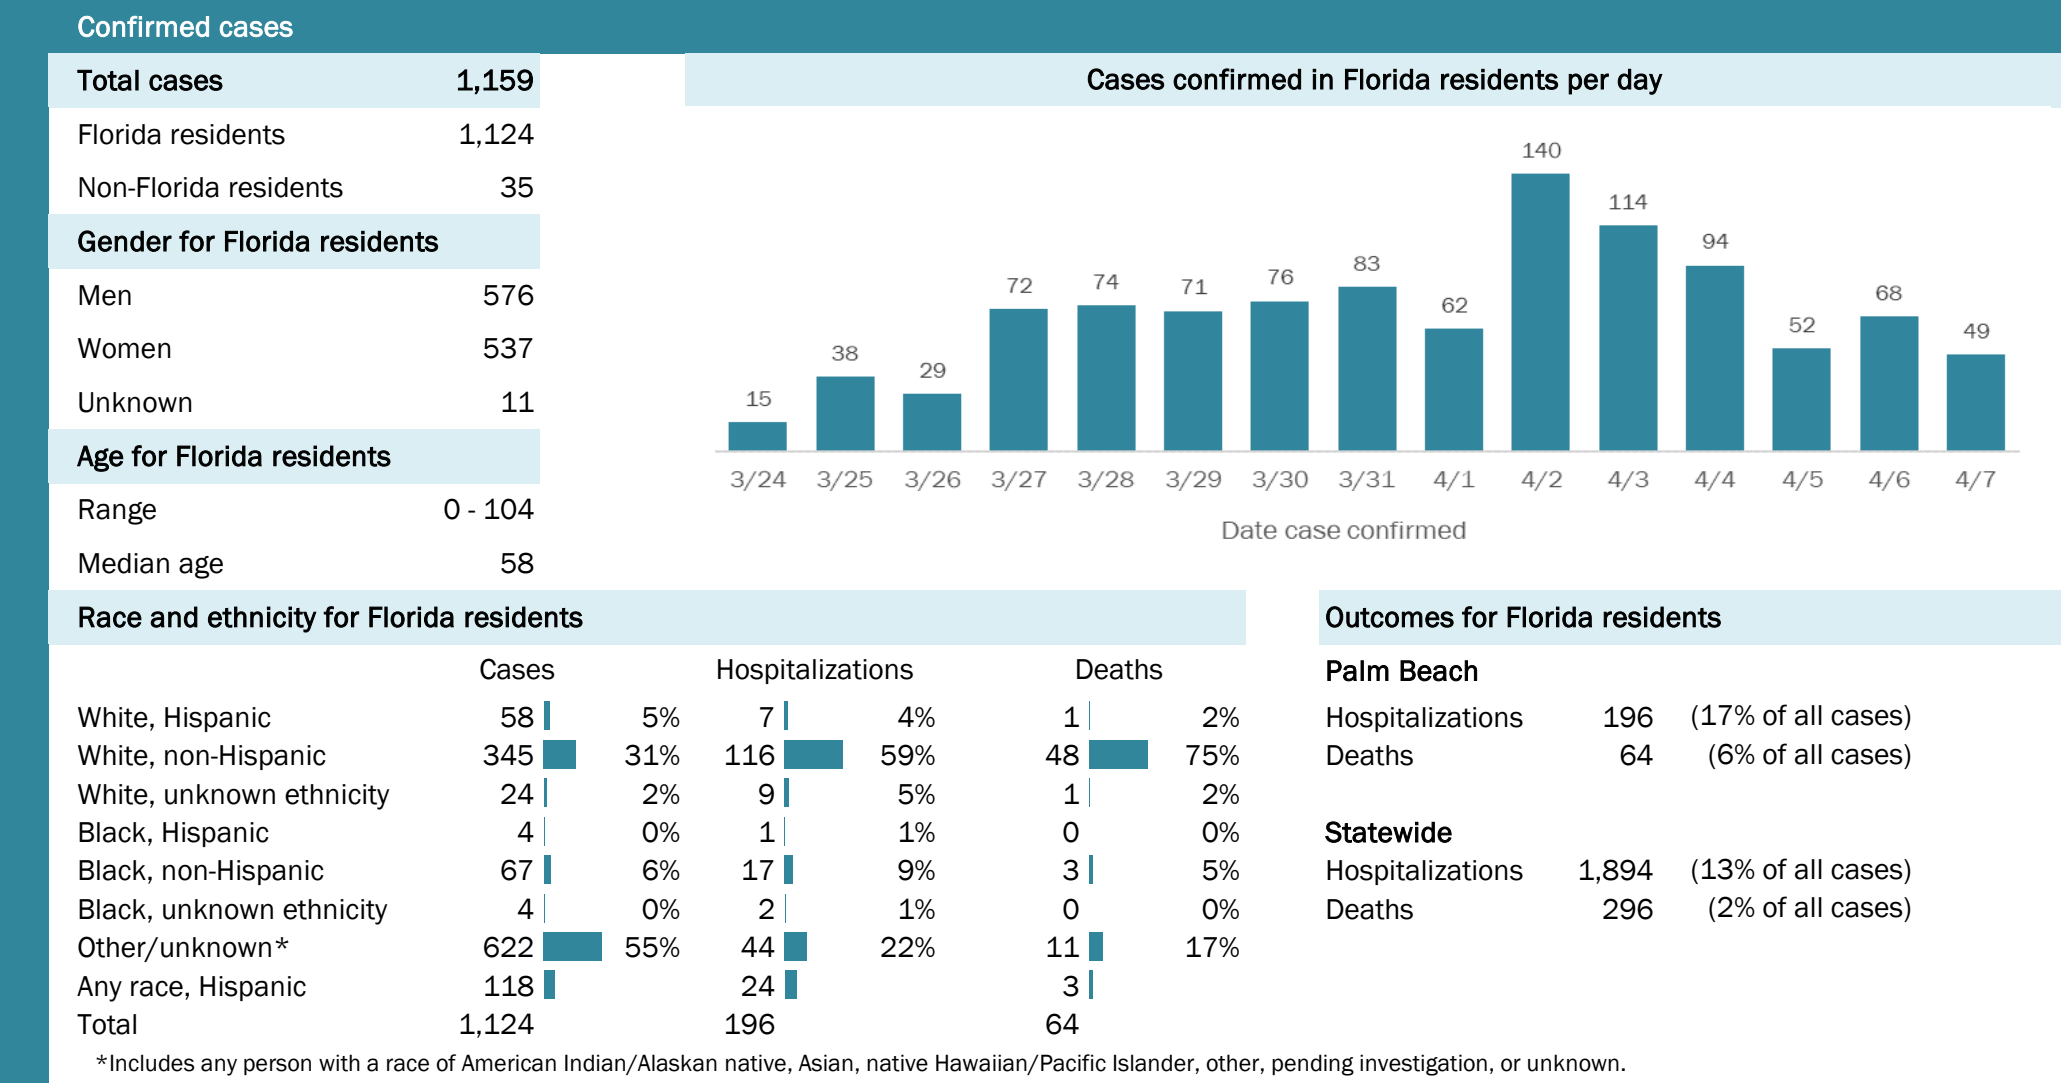 Confirmed cases
Total cases 1,159
Florida residents 1,124
Non-Florida residents 35
Gender for Florida residents
Men 576
Women 537
Unknown 11
Age for Florida residents
Range 0 - 104
Median age 58
Cases confirmed in Florida residents per day
15 38 29 72 74 71 76 83 62 140 114 94 52 68 49
3/24 3/25 3/26 3/27 3/28 3/29 3/30 3/31 4/1 4/2 4/3 4/4 4/5 4/6 4/7
Date case confirmed
Race and ethnicity for Florida residents
Cases Hospitalizations Deaths
White, Hispanic 58 5% 7 4% 1 2%
White, non-Hispanic 345 31% 116 59% 48 75%
White, unknown ethnicity 24 2% 9 5% 1 2%
Black, Hispanic 4 0% 1 1% 0 0%
Black, non-Hispanic 67 6% 17 9% 3 5%
Black, unknown ethnicity 4 0% 2 1% 0 0%
Other/unknown* 622 55% 44 22% 11 17%
Any race, Hispanic 118 24 3
Total 1,124 196 64
Outcomes for Florida residents
Palm Beach
Hospitalizations 196 (17% of all cases)
Deaths 64 (6% of all cases)
Statewide
Hospitalizations 1,894 (13% of all cases)
Deaths 296 (2% of all cases)
*Includes any person with a race of American Indian/Alaskan native, Asian, native Hawaiian/Pacific Islander, other, pending investigation, or unknown.